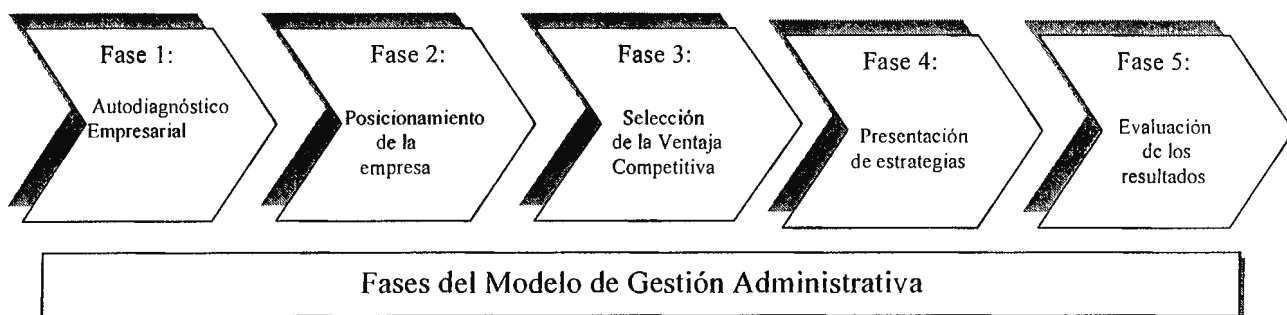 Fase 1:
Autodiagnóstico
Empresarial
Fase 2:
Posicionamiento
de la
empresa
Fase 3:
Selección
de la Ventaja
Competitiva
Fase 4:
Presentación
de estrategias
Fase 5:
Evaluación
de los
resultados
Fases del Modelo de Gestión Administrativa